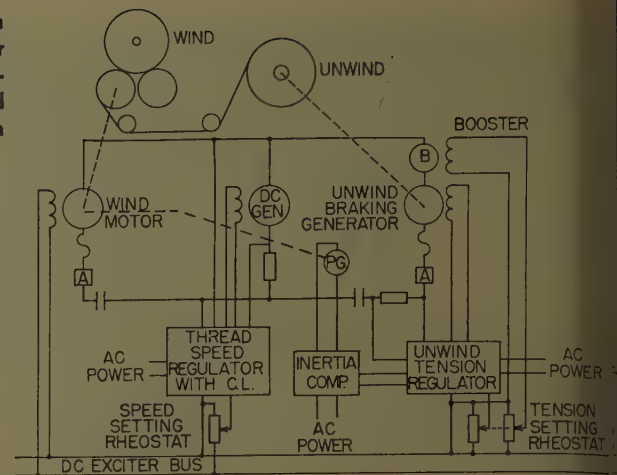 WIND
UNWIND
BOOSTER
B
DC
GEN
WIND
MOTOR
UNWIND
BRAKING
GENERATOR
PG
A
A
THREAD
SPEED
REGULATOR
WITH C.L.
INERTIA
COMP.
UNWIND
TENSION
REGULATOR
AC
POWER
AC
POWER
SPEED
SETTING
RHEOSTAT
AC
POWER
TENSION
SETTING
RHEOSTAT
DC EXCITER BUS